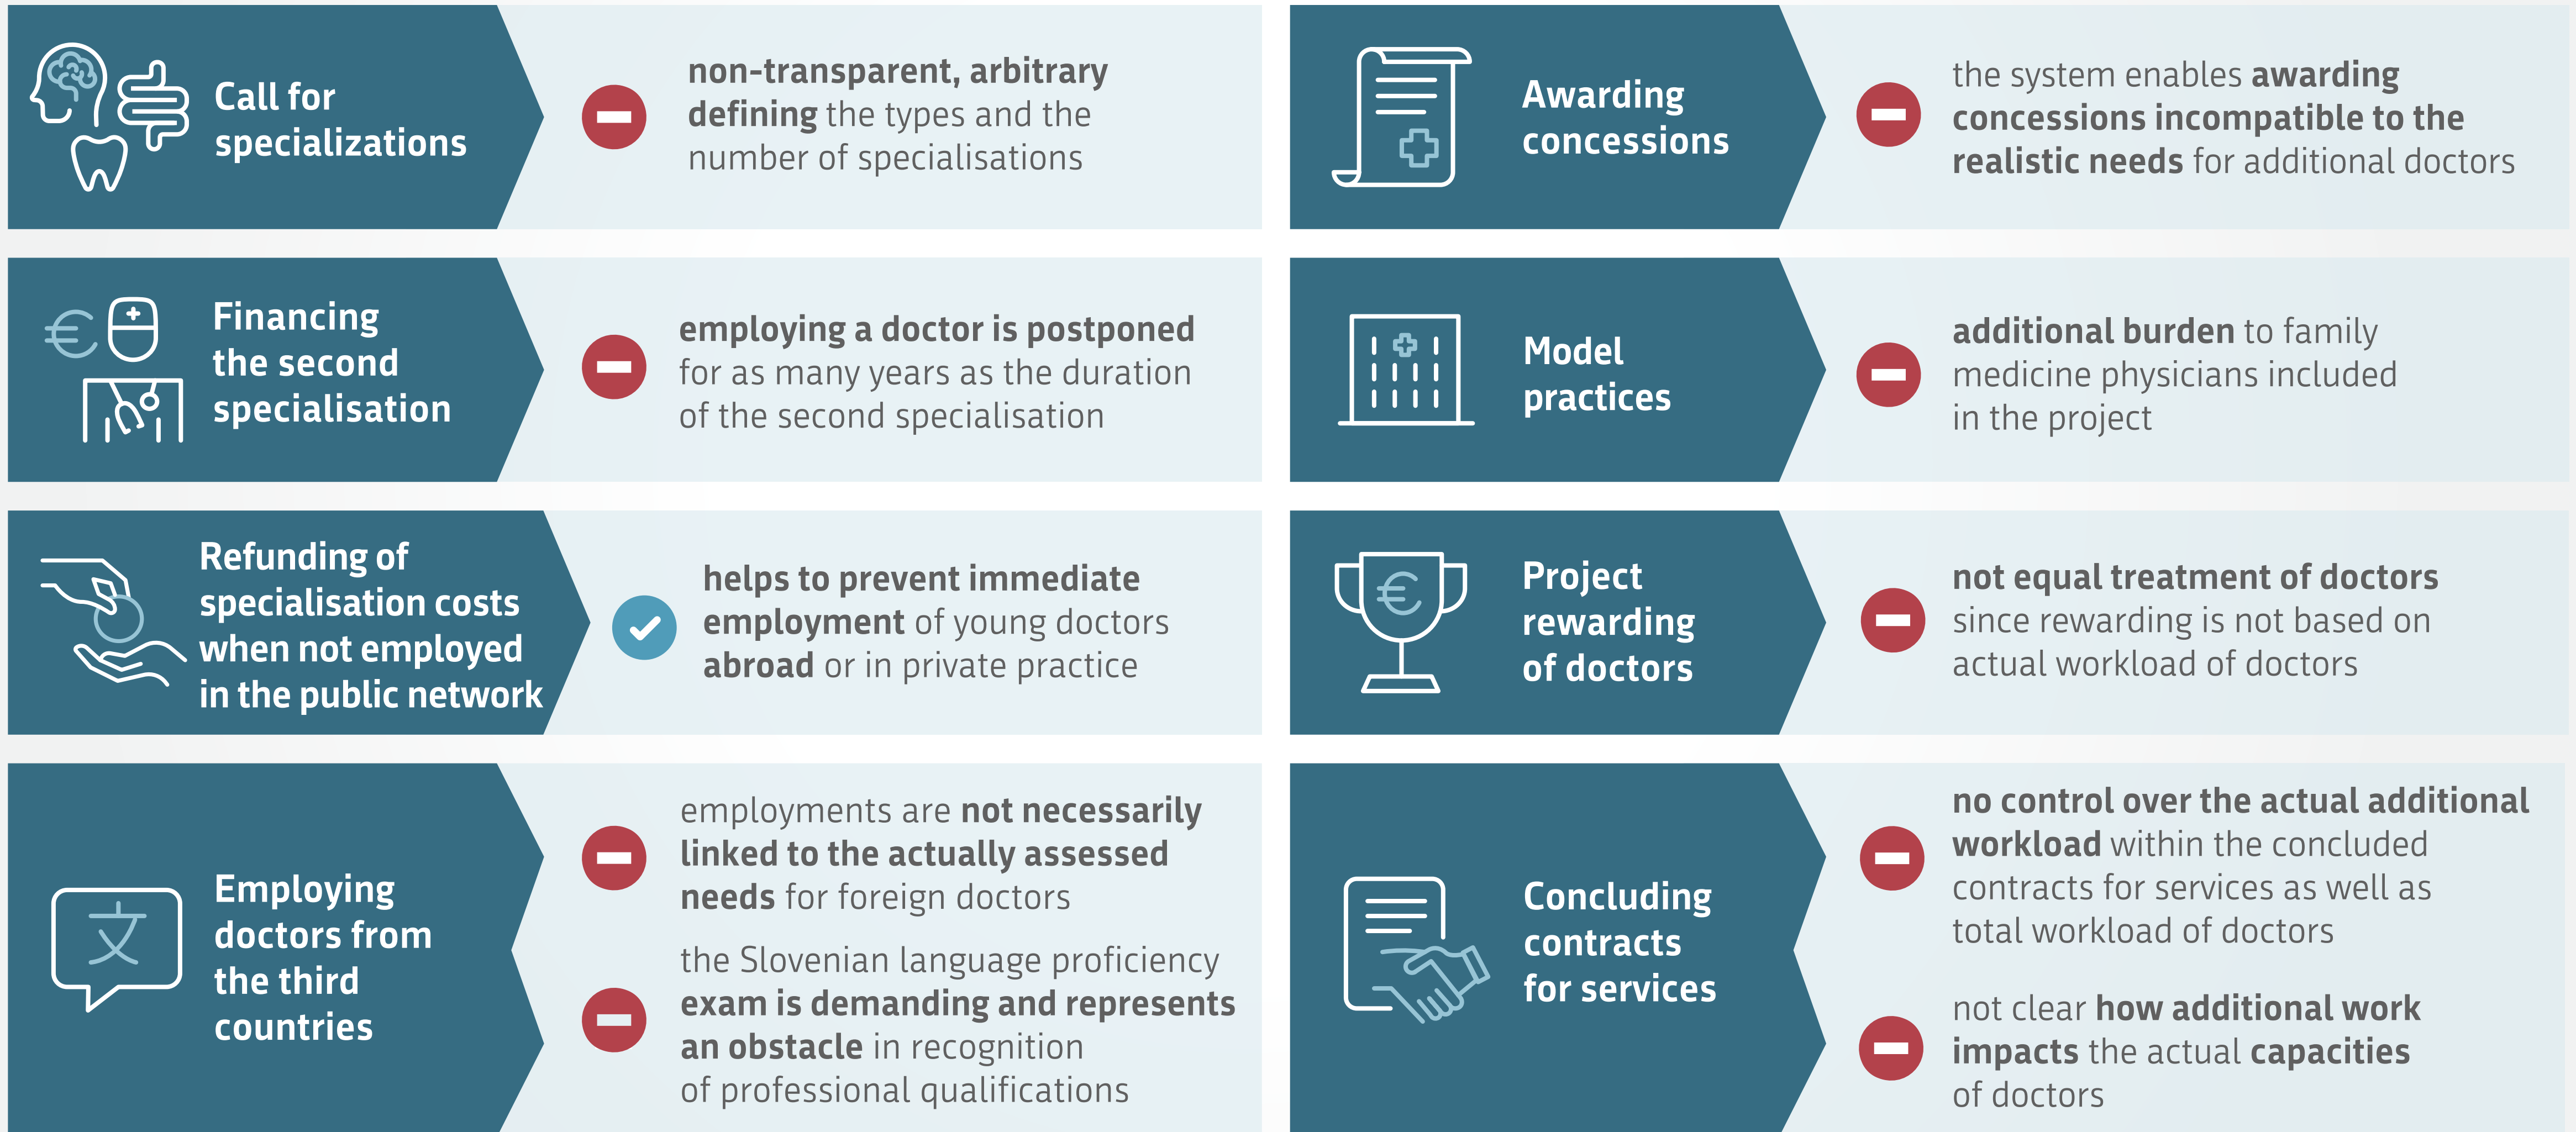 Call for
specializations
non-transparent, arbitrary
defining the types and the
number of specialisations
Awarding
concessions
the system enables awarding
concessions incompatible to the
realistic needs for additional doctors
Financing
the second
specialisation
employing a doctor is postponed
for as many years as the duration
of the second specialisation
Model
practices
additional burden to family
medicine physicians included
in the project
Refunding of
specialisation costs
when not employed
in the public network
helps to prevent immediate
employment of young doctors
abroad or in private practice
Project
rewarding
of doctors
not equal treatment of doctors
since rewarding is not based on
actual workload of doctors
文
Employing
doctors from
the third
countries
employments are not necessarily
linked to the actually assessed
needs for foreign doctors
the Slovenian language proficiency
exam is demanding and represents
an obstacle in recognition
of professional qualifications
Concluding
contracts
for services
no control over the actual additional
workload within the concluded
contracts for services as well as
total workload of doctors
not clear how additional work
impacts the actual capacities
of doctors